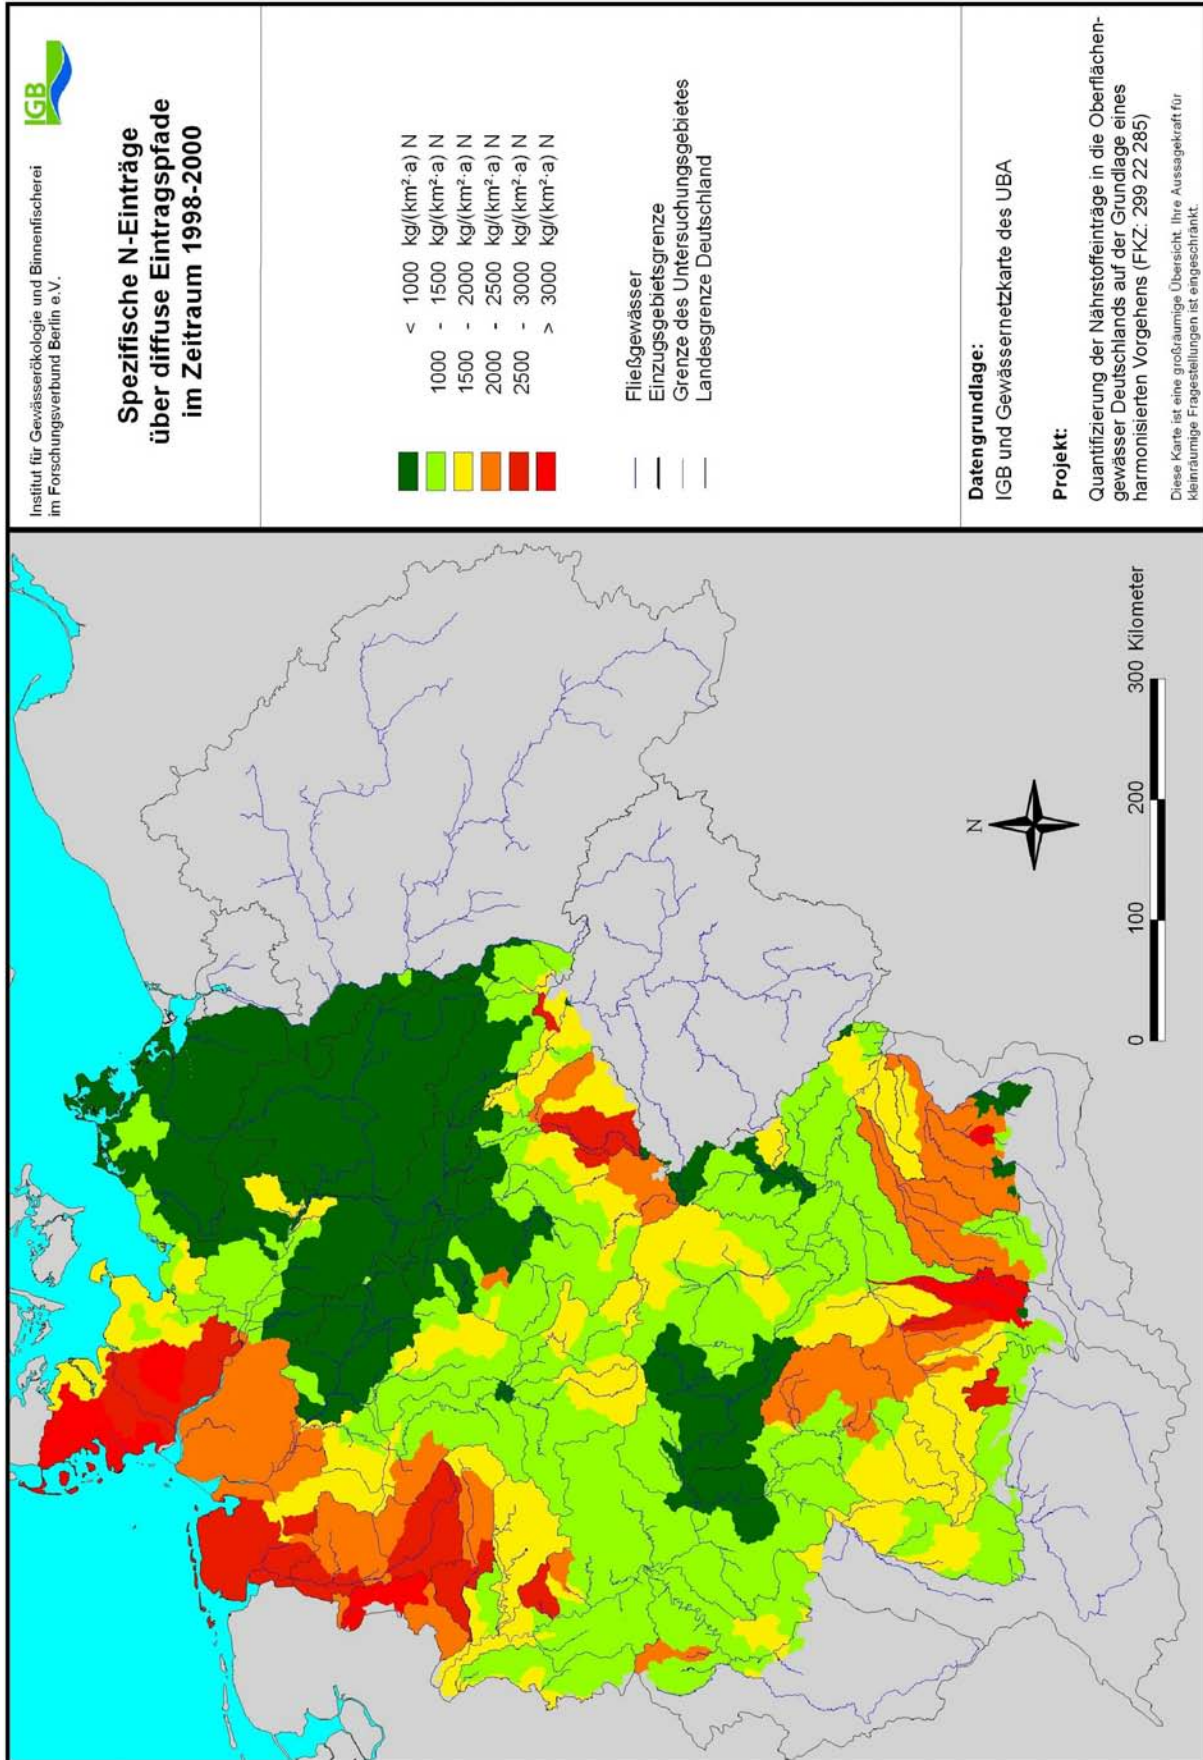 Institut für Gewässerökologie und Binnenfischerei
im Forschungsverbund Berlin e.V.
IGB
Spezifische N-Einträge
über diffuse Eintragspfade
im Zeitraum 1998-2000
< 1000 kg/(km²·a) N
1000 - 1500 kg/(km²·a) N
1500 - 2000 kg/(km²·a) N
2000 - 2500 kg/(km²·a) N
2500 - 3000 kg/(km²·a) N
> 3000 kg/(km²·a) N
Fließgewässer
Einzugsgebietsgrenze
Grenze des Untersuchungsgebietes
Landesgrenze Deutschland
Datengrundlage:
IGB und Gewässernetzkarte des UBA
Projekt:
Quantifizierung der Nährstoffeinträge in die Oberflächen-
gewässer Deutschlands auf der Grundlage eines
harmonisierten Vorgehens (FKZ: 299 22 285)
Diese Karte ist eine großräumige Übersicht. Ihre Aussagekraft für
kleinräumige Fragestellungen ist eingeschränkt.
N
0 100 200 300 Kilometer